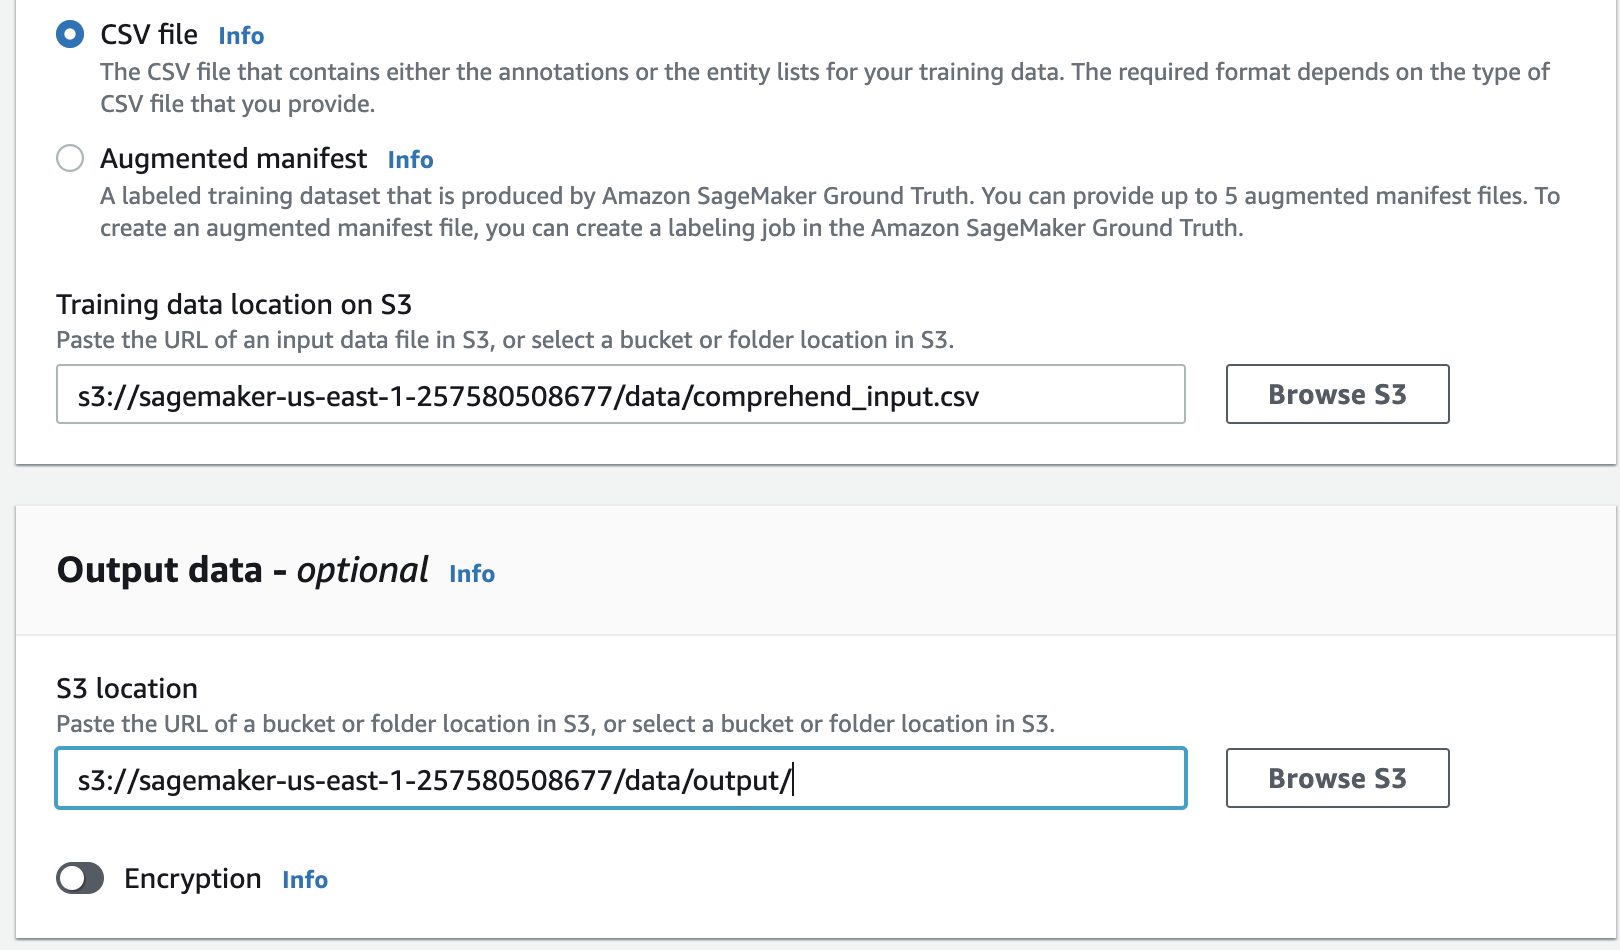 CSV file Info
The CSV file that contains either the annotations or the entity lists for your training data. The required format depends on the type of
CSV file that you provide.
Augmented manifest Info
A labeled training dataset that is produced by Amazon SageMaker Ground Truth. You can provide up to 5 augmented manifest files. To
create an augmented manifest file, you can create a labeling job in the Amazon SageMaker Ground Truth.
Training data location on S3
Paste the URL of an input data file in S3, or select a bucket or folder location in S3.
s3://sagemaker-us-east-1-257580508677/data/comprehend_input.csv
Browse S3
Output data - optional Info
S3 location
Paste the URL of a bucket or folder location in S3, or select a bucket or folder location in S3.
s3://sagemaker-us-east-1-257580508677/data/output/
Browse S3
Encryption Info